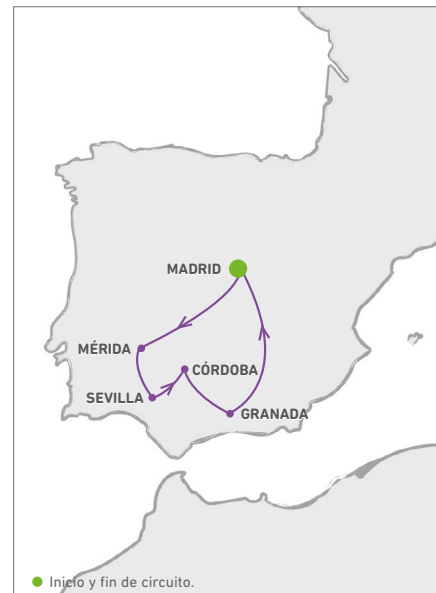 MADRID
MÉRIDA
CÓRDOBA
SEVILLA
GRANADA
Inicio y fin de circuito.